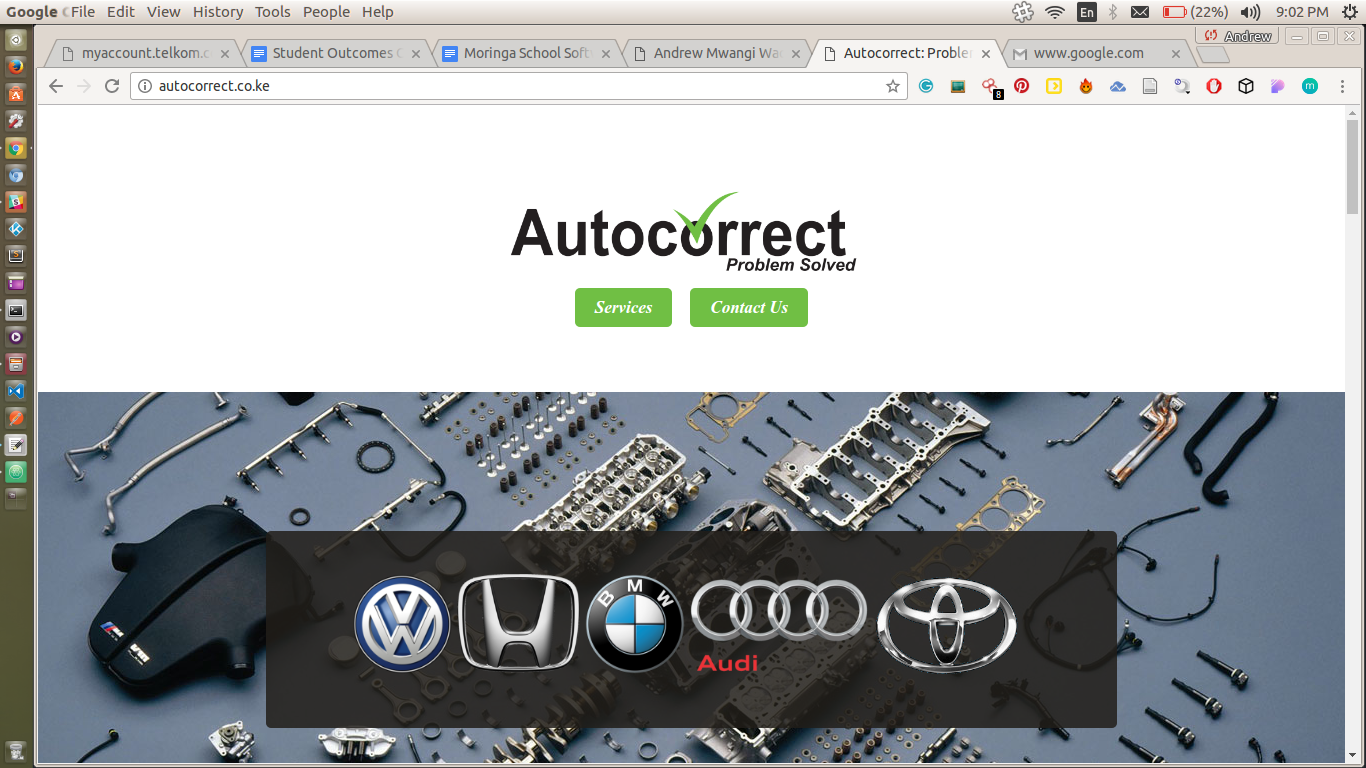 Google C File Edit View History Tools People Help En (22%) 9:02 PM
Andrew
myaccount.telkom.c Student Outcomes Moringa School Soft Andrew Mwangi Wa Autocorrect: Proble www.google.com
autocorrect.co.ke 8 m
Autocorrect
Problem Solved
Services Contact Us
BMW
Audi